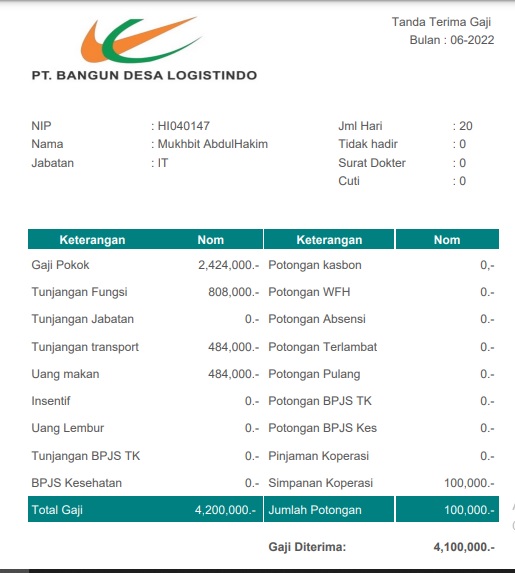 Tanda Terima Gaji
Bulan : 06-2022
PT. BANGUN DESA LOGISTINDO
NIP : HI040147 Jml Hari : 20
Nama : Mukhbit AbdulHakim Tidak hadir : 0
Jabatan : IT Surat Dokter : 0
Cuti : 0
Keterangan Nom Keterangan Nom
Gaji Pokok 2,424,000.- Potongan kasbon 0,-
Tunjangan Fungsi 808,000.- Potongan WFH 0.-
Tunjangan Jabatan 0.- Potongan Absensi 0.-
Tunjangan transport 484,000.- Potongan Terlambat 0.-
Uang makan 484,000.- Potongan Pulang 0.-
Insentif 0.- Potongan BPJS TK 0.-
Uang Lembur 0.- Potongan BPJS Kes 0.-
Tunjangan BPJS TK 0.- Pinjaman Koperasi 0.-
BPJS Kesehatan 0.- Simpanan Koperasi 100,000.-
Total Gaji 4,200,000.- Jumlah Potongan 100,000.-
Gaji Diterima: 4,100,000.-